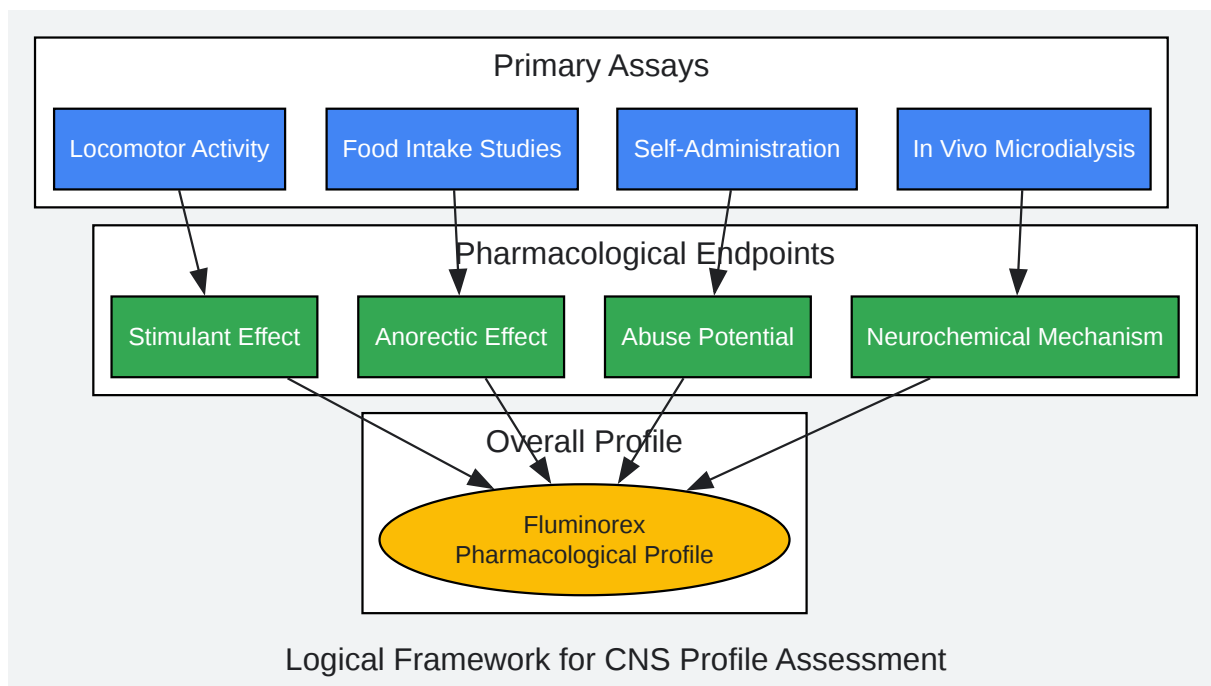 Primary Assays
Locomotor Activity
Food Intake Studies
Self-Administration
In Vivo Microdialysis
Pharmacological Endpoints
Stimulant Effect
Anorectic Effect
Abuse Potential
Neurochemical Mechanism
Overall Profile
Fluminorex
Pharmacological Profile
Logical Framework for CNS Profile Assessment